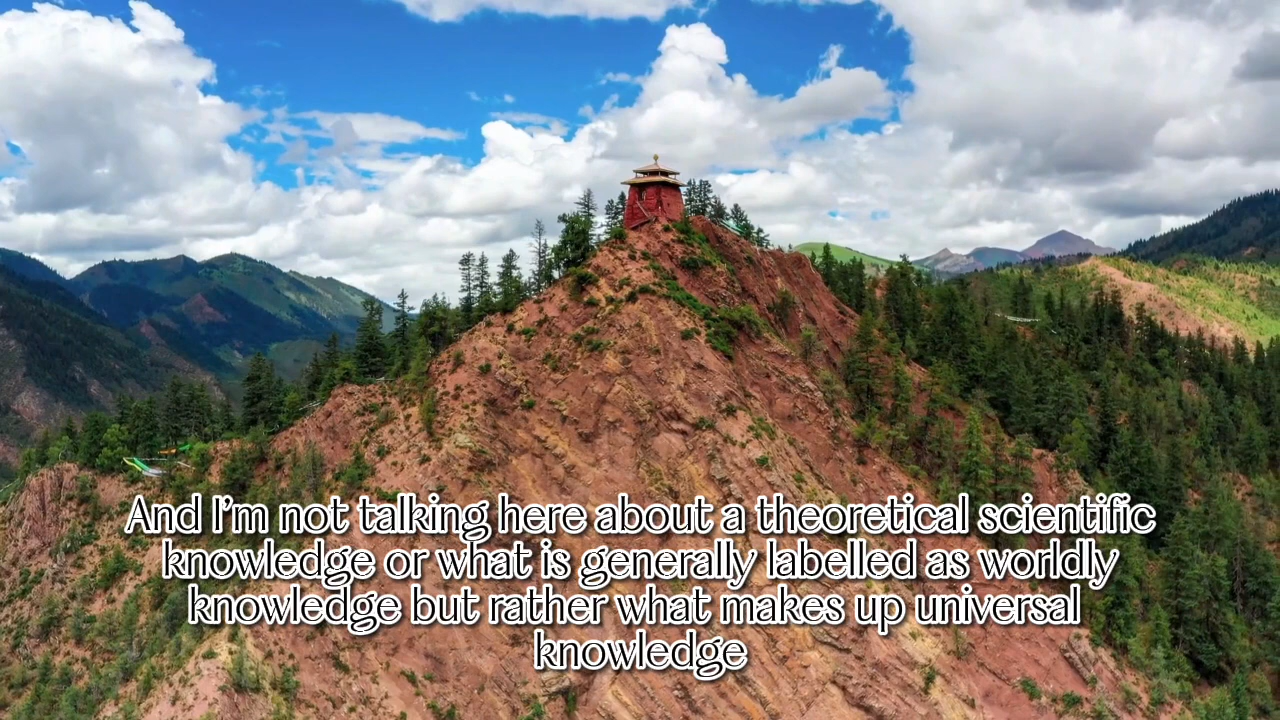 And I'm not talking here about a theoretical scientific
knowledge or what is generally labelled as worldly
knowledge but rather what makes up universal
knowledge